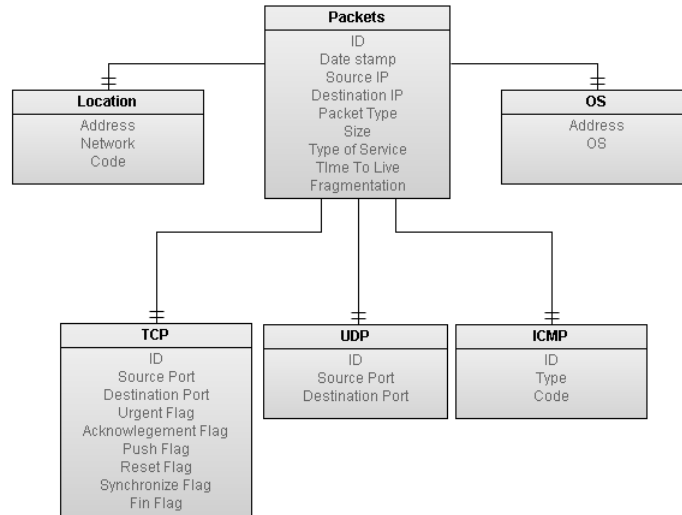 Packets
ID
Date stamp
Source IP
Destination IP
Packet Type
Size
Type of Service
TIme To Live
Fragmentation
Location
Address
Network
Code
OS
Address
OS
TCP
ID
Source Port
Destination Port
Urgent Flag
Acknowlegement Flag
Push Flag
Reset Flag
Synchronize Flag
Fin Flag
UDP
ID
Source Port
Destination Port
ICMP
ID
Type
Code